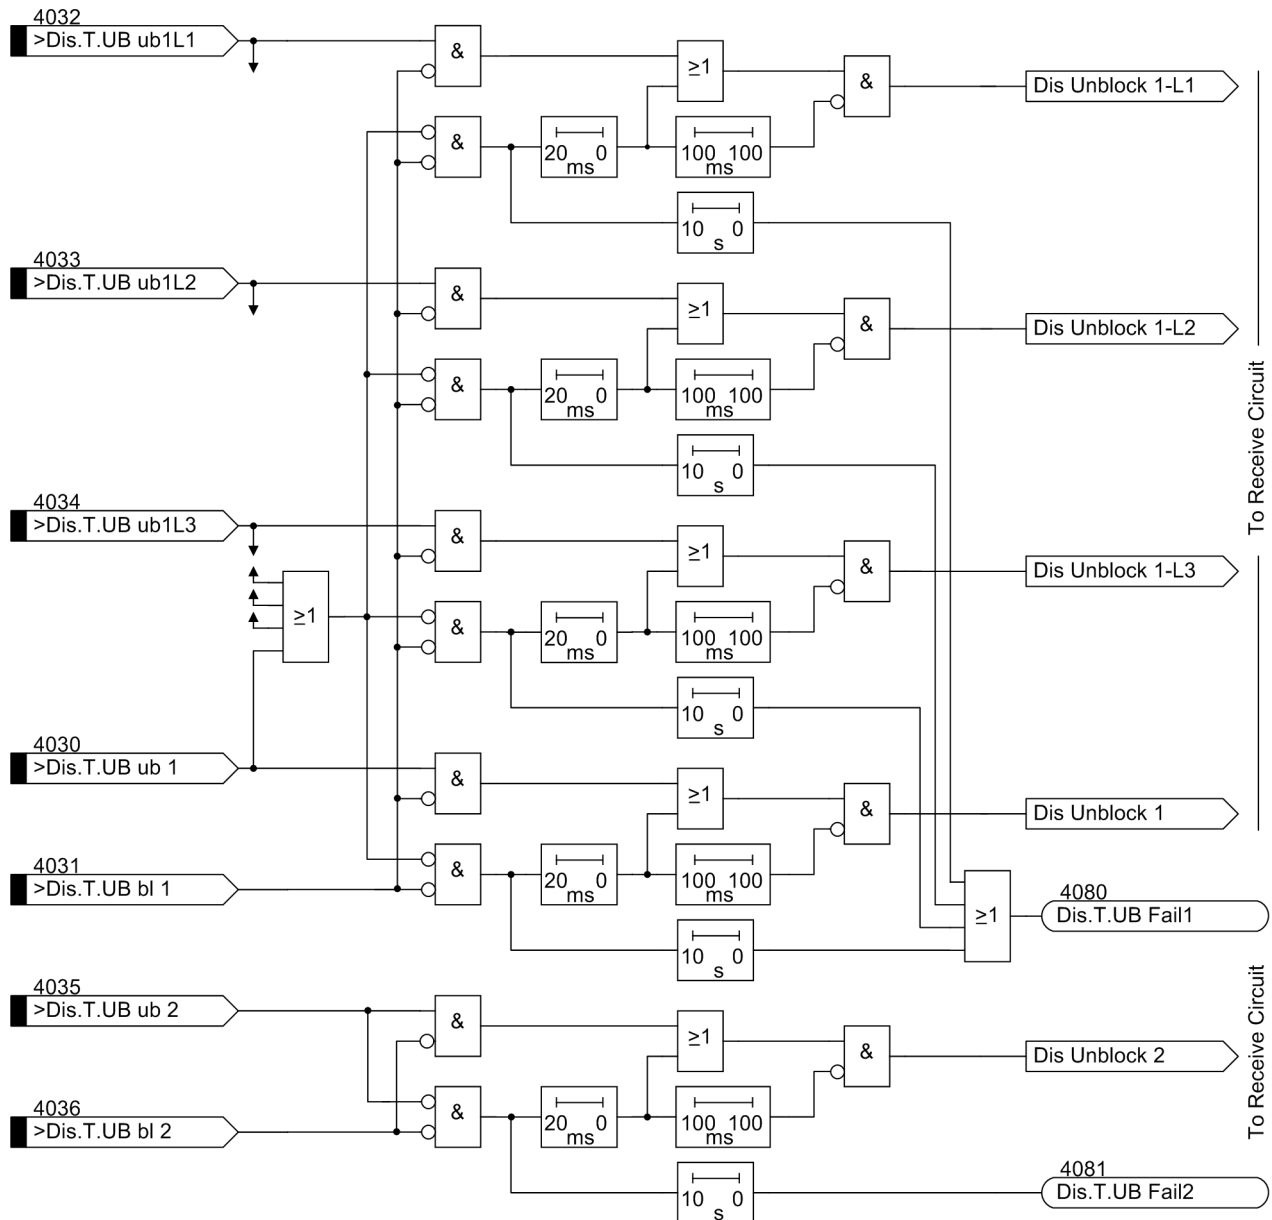 4032
>Dis.T.UB ub1L1
&
≥1
&
Dis Unblock 1-L1
&
20 0
ms
100 100
ms
10 0
s
4033
>Dis.T.UB ub1L2
&
≥1
&
Dis Unblock 1-L2
&
20 0
ms
100 100
ms
10 0
s
To Receive Circuit
4034
>Dis.T.UB ub1L3
&
≥1
&
Dis Unblock 1-L3
≥1
&
20 0
ms
100 100
ms
10 0
s
4030
>Dis.T.UB ub 1
&
≥1
&
Dis Unblock 1
4031
>Dis.T.UB bl 1
&
20 0
ms
100 100
ms
10 0
s
≥1
4080
Dis.T.UB Fail1
4035
>Dis.T.UB ub 2
&
≥1
&
Dis Unblock 2
To Receive Circuit
4036
>Dis.T.UB bl 2
&
20 0
ms
100 100
ms
10 0
s
4081
Dis.T.UB Fail2